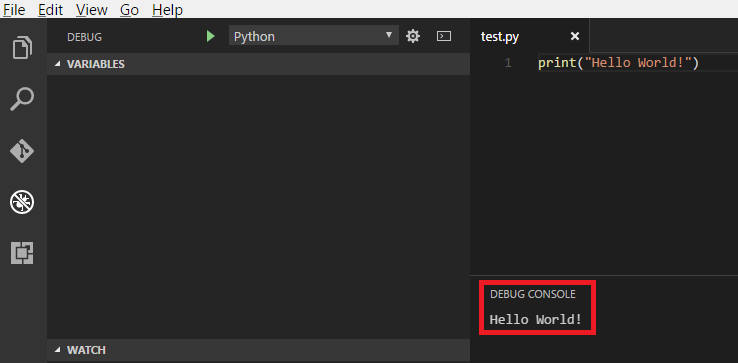 File Edit View Go Help
DEBUG Python
VARIABLES
WATCH
test.py
1 print("Hello World!")
DEBUG CONSOLE
Hello World!